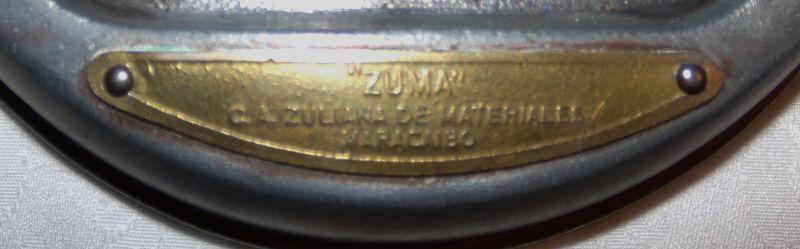 "ZUMA"
C.A. ZULIANA DE MATERIALES
MARACAIBO